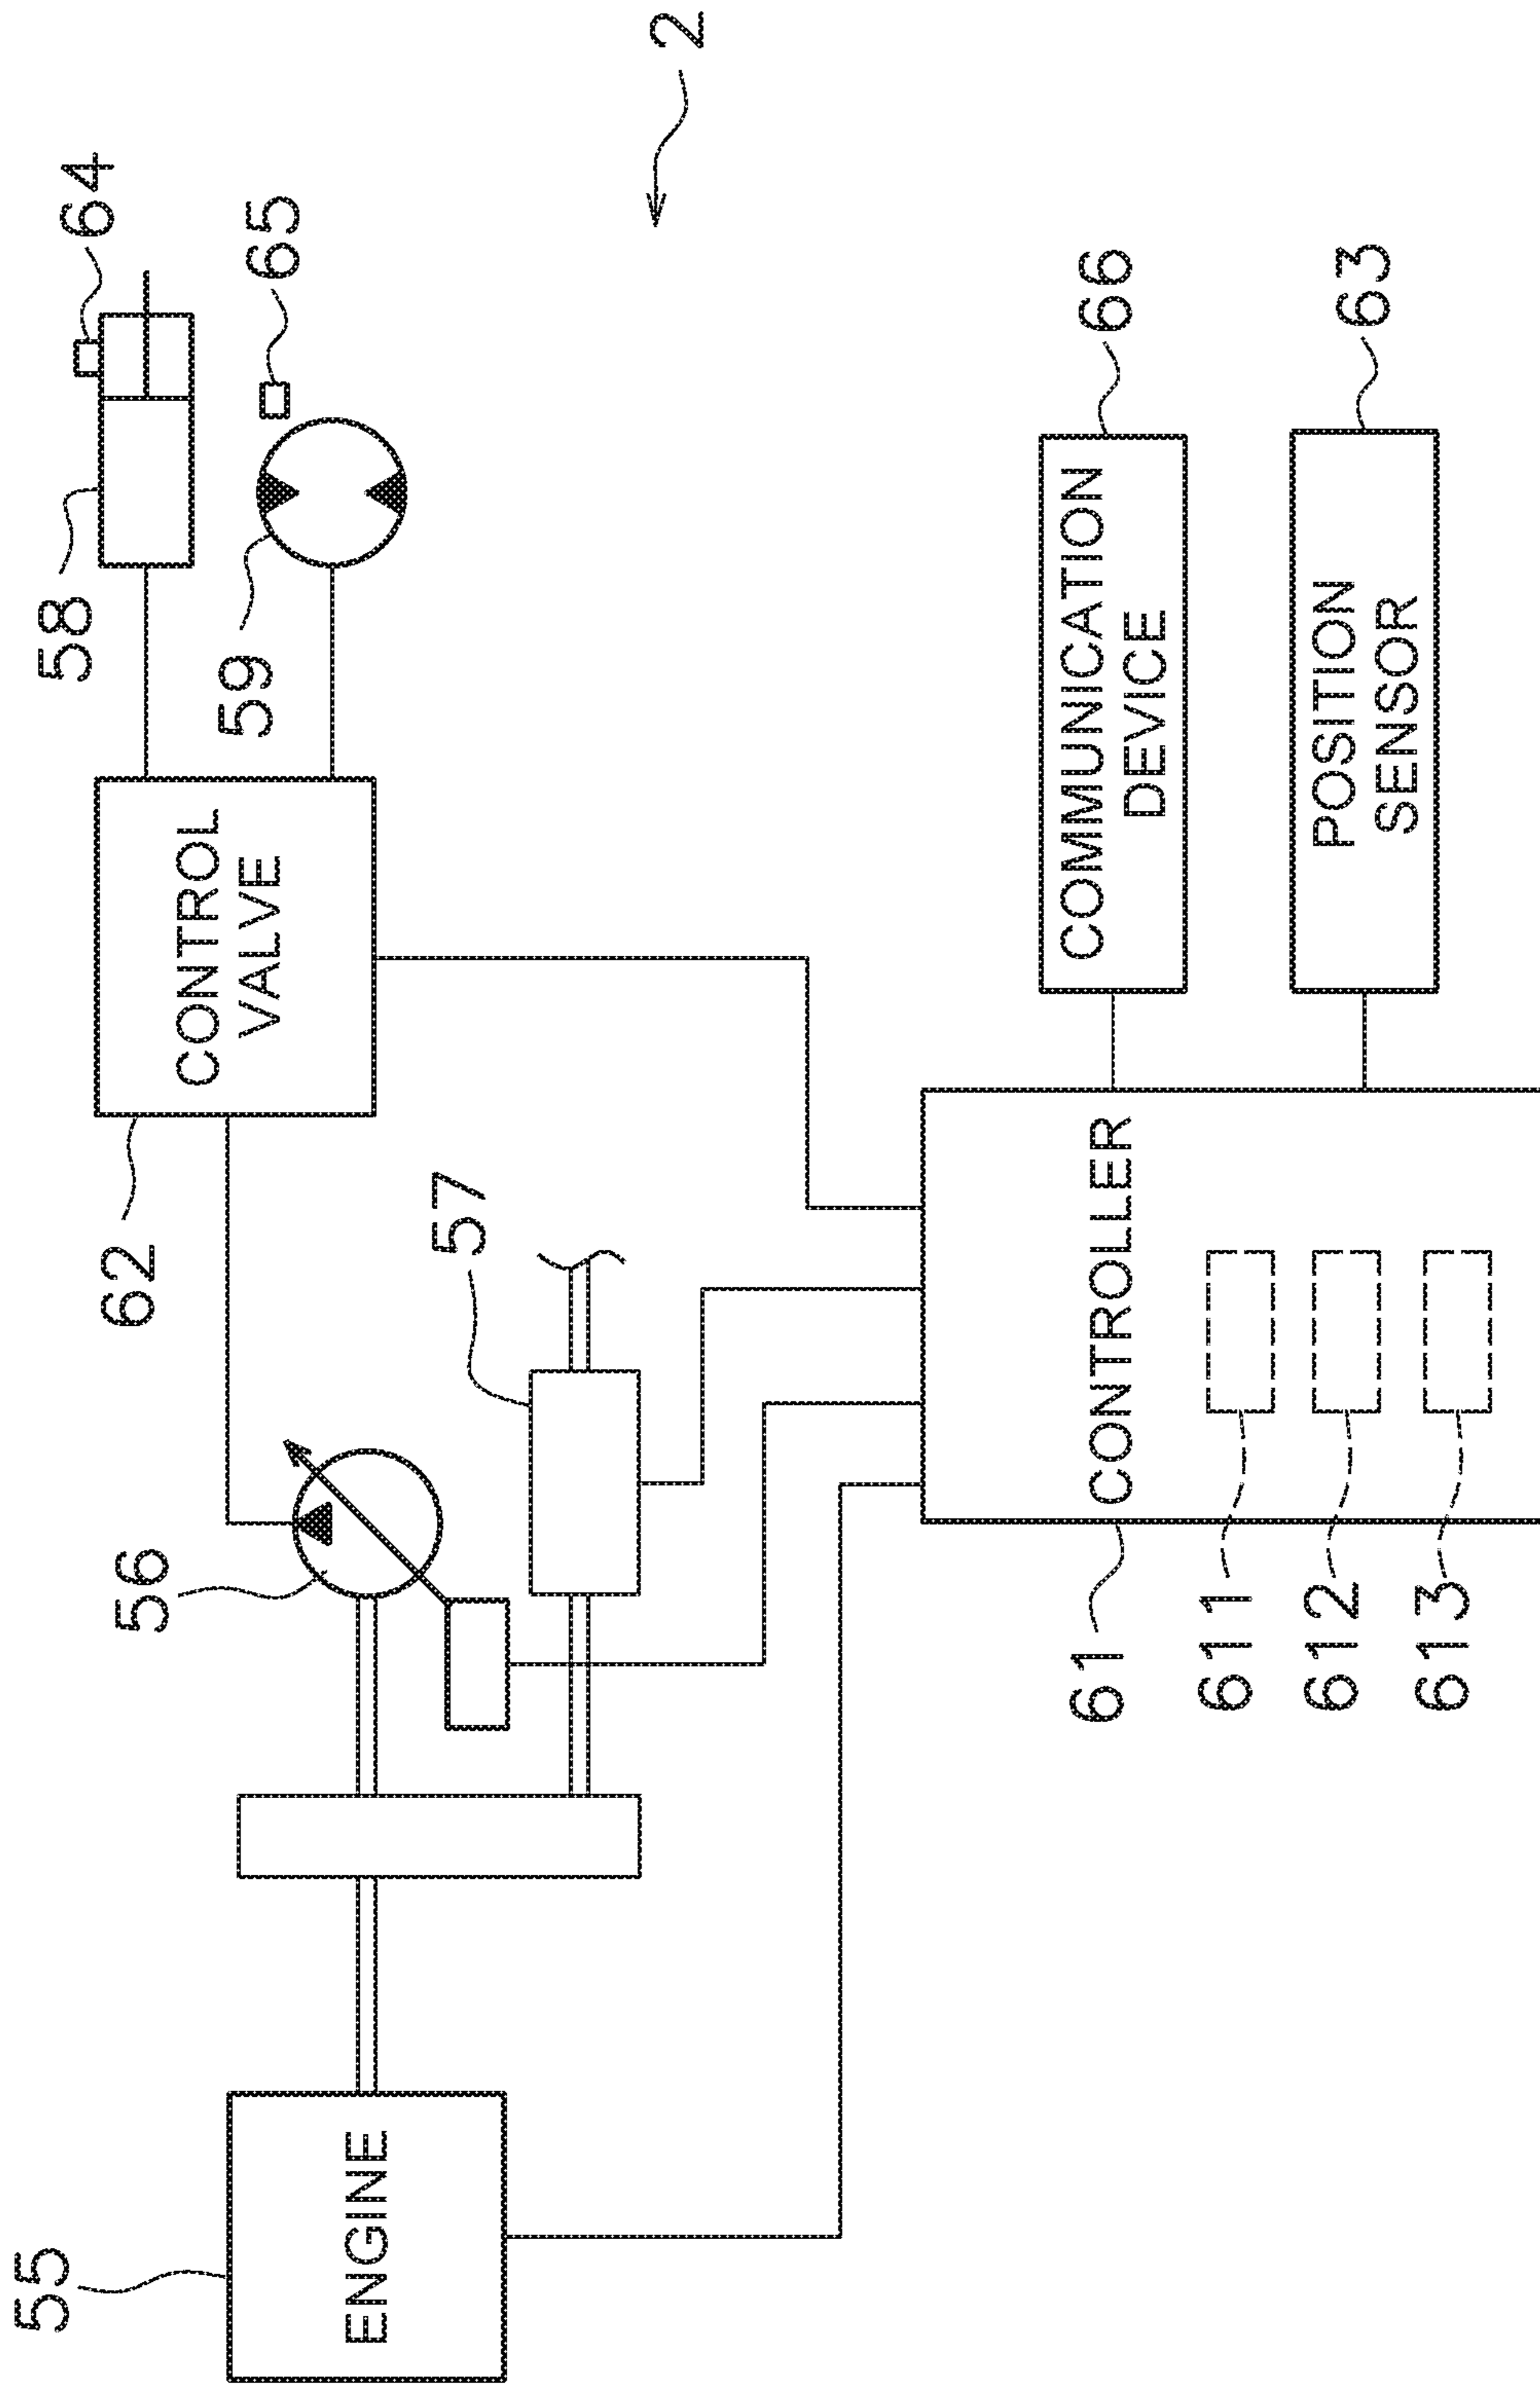 64
65
2
58
59
CONTROL
VALVE
62
57
56
55
ENGINE
66
COMMUNICATION
DEVICE
63
POSITION
SENSOR
CONTROLLER
61
611
612
613